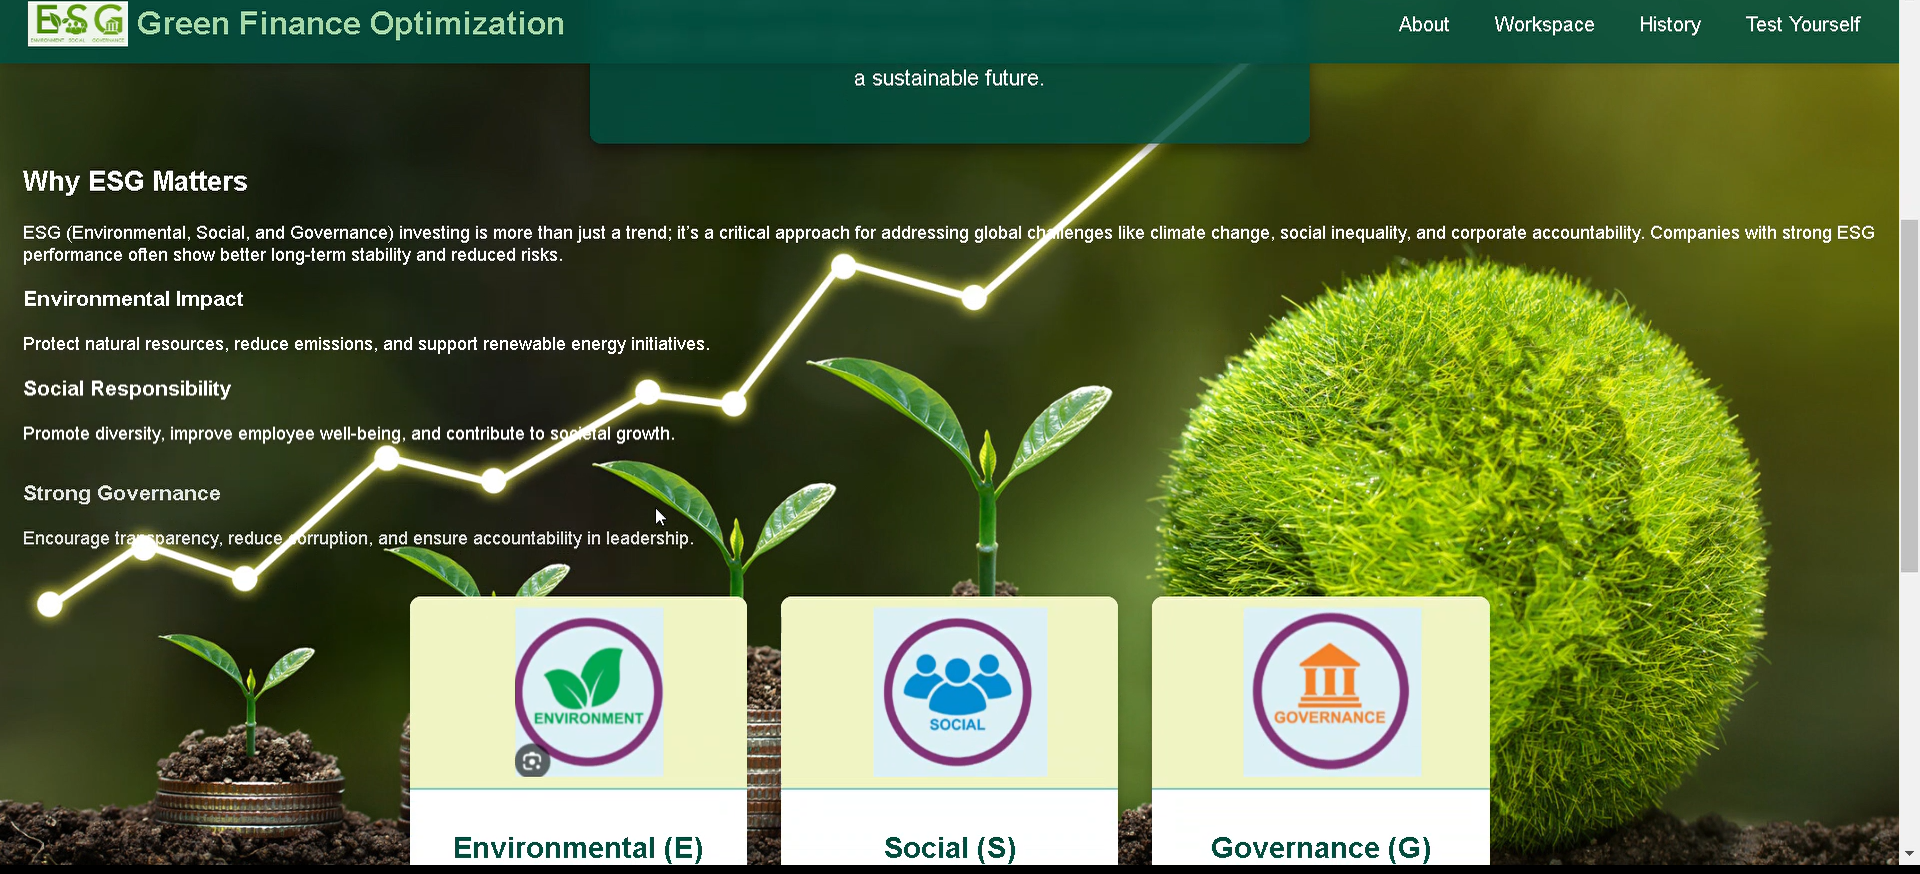 ESG
ENVIRONMENT SOCIAL GOVERNANCE
Green Finance Optimization
About
Workspace
History
Test Yourself
a sustainable future.
Why ESG Matters
ESG (Environmental, Social, and Governance) investing is more than just a trend; it's a critical approach for addressing global challenges like climate change, social inequality, and corporate accountability. Companies with strong ESG
performance often show better long-term stability and reduced risks.
Environmental Impact
Protect natural resources, reduce emissions, and support renewable energy initiatives.
Social Responsibility
Promote diversity, improve employee well-being, and contribute to societal growth.
Strong Governance
Encourage transparency, reduce corruption, and ensure accountability in leadership.
ENVIRONMENT
SOCIAL
GOVERNANCE
Environmental (E)
Social (S)
Governance (G)